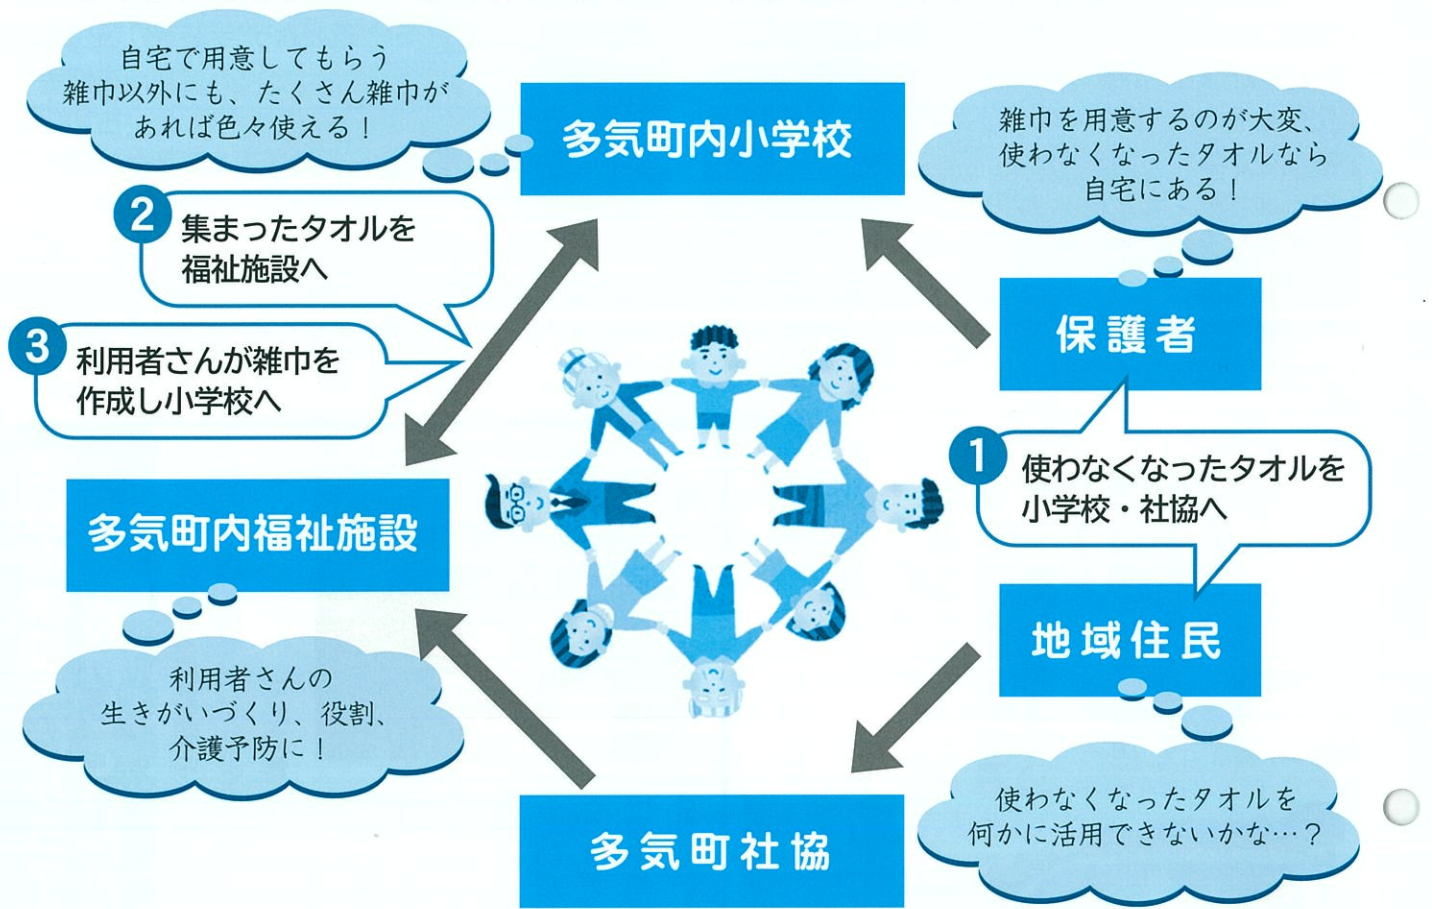 自宅で用意してもらう
雑巾以外にも、たくさん雑巾が
あれば色々使える！
多気町内小学校
雑巾を用意するのが大変、
使わなくなったタオルなら
自宅にある！
2
集まったタオルを
福祉施設へ
保護者
3
利用者さんが雑巾を
作成し小学校へ
1
使わなくなったタオルを
小学校・社協へ
多気町内福祉施設
地域住民
利用者さんの
生きがいづくり、役割、
介護予防に！
使わなくなったタオルを
何かに活用できないかな…？
多気町社協